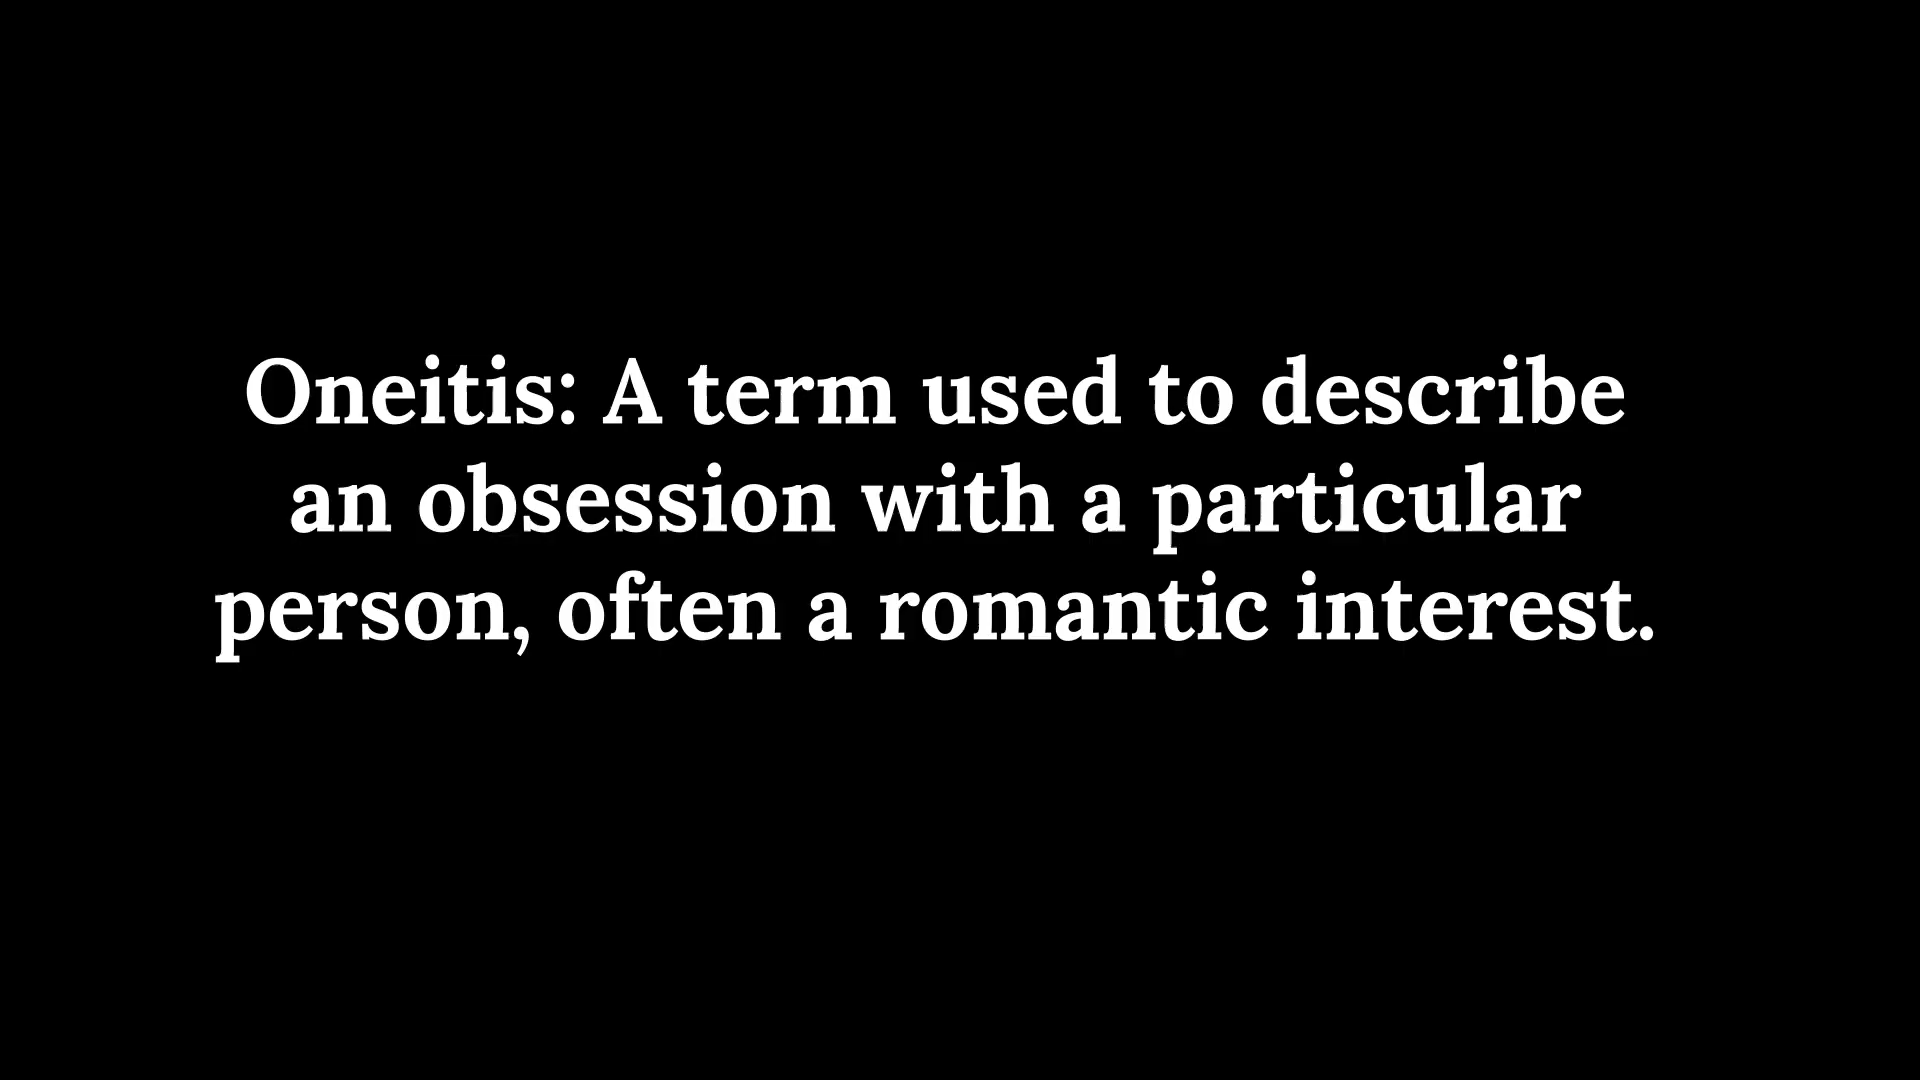 Oneitis: A term used to describe
an obsession with a particular
person, often a romantic interest.